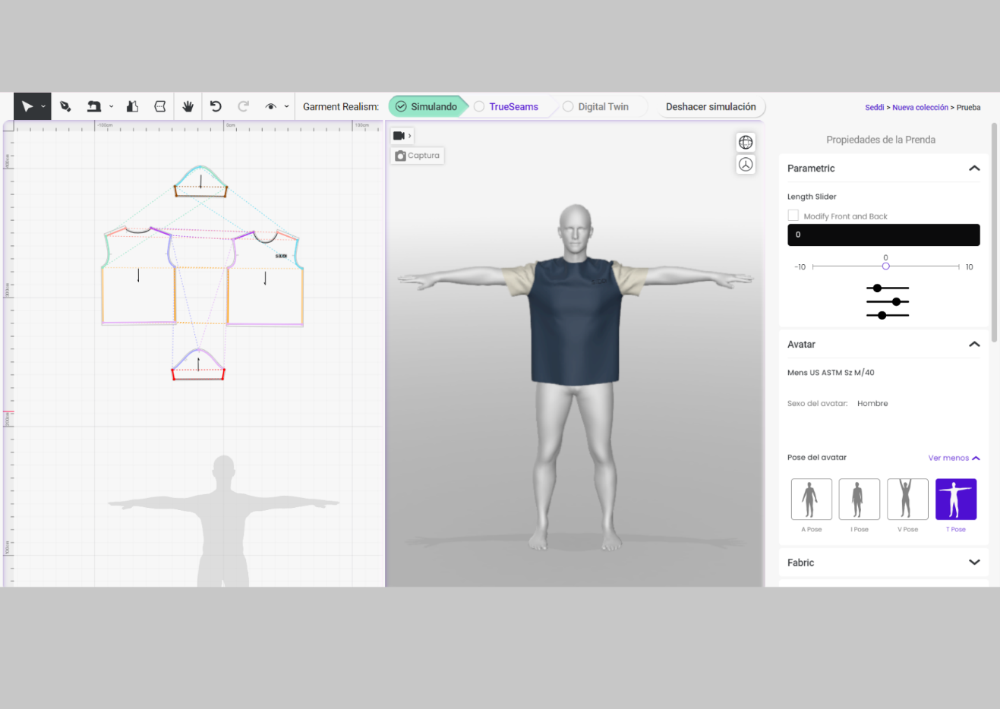 Garment Realism:
Simulando
TrueSeams
Digital Twin
Deshacer simulación
Seddi > Nueva colección > Prueba
-100cm
0cm
100cm
Captura
Propiedades de la Prenda
Parametric
Length Slider
Modify Front and Back
0
0
-10
10
Avatar
Mens US ASTM Sz M/40
Sexo del avatar: Hombre
Pose del avatar
Ver menos
A Pose
I Pose
V Pose
T Pose
Fabric